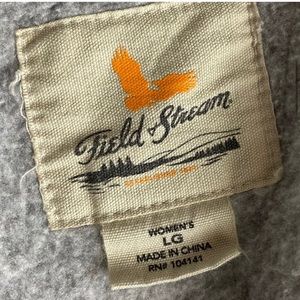 Field & Stream
WOMEN'S
LG
MADE IN CHINA
RN# 104141